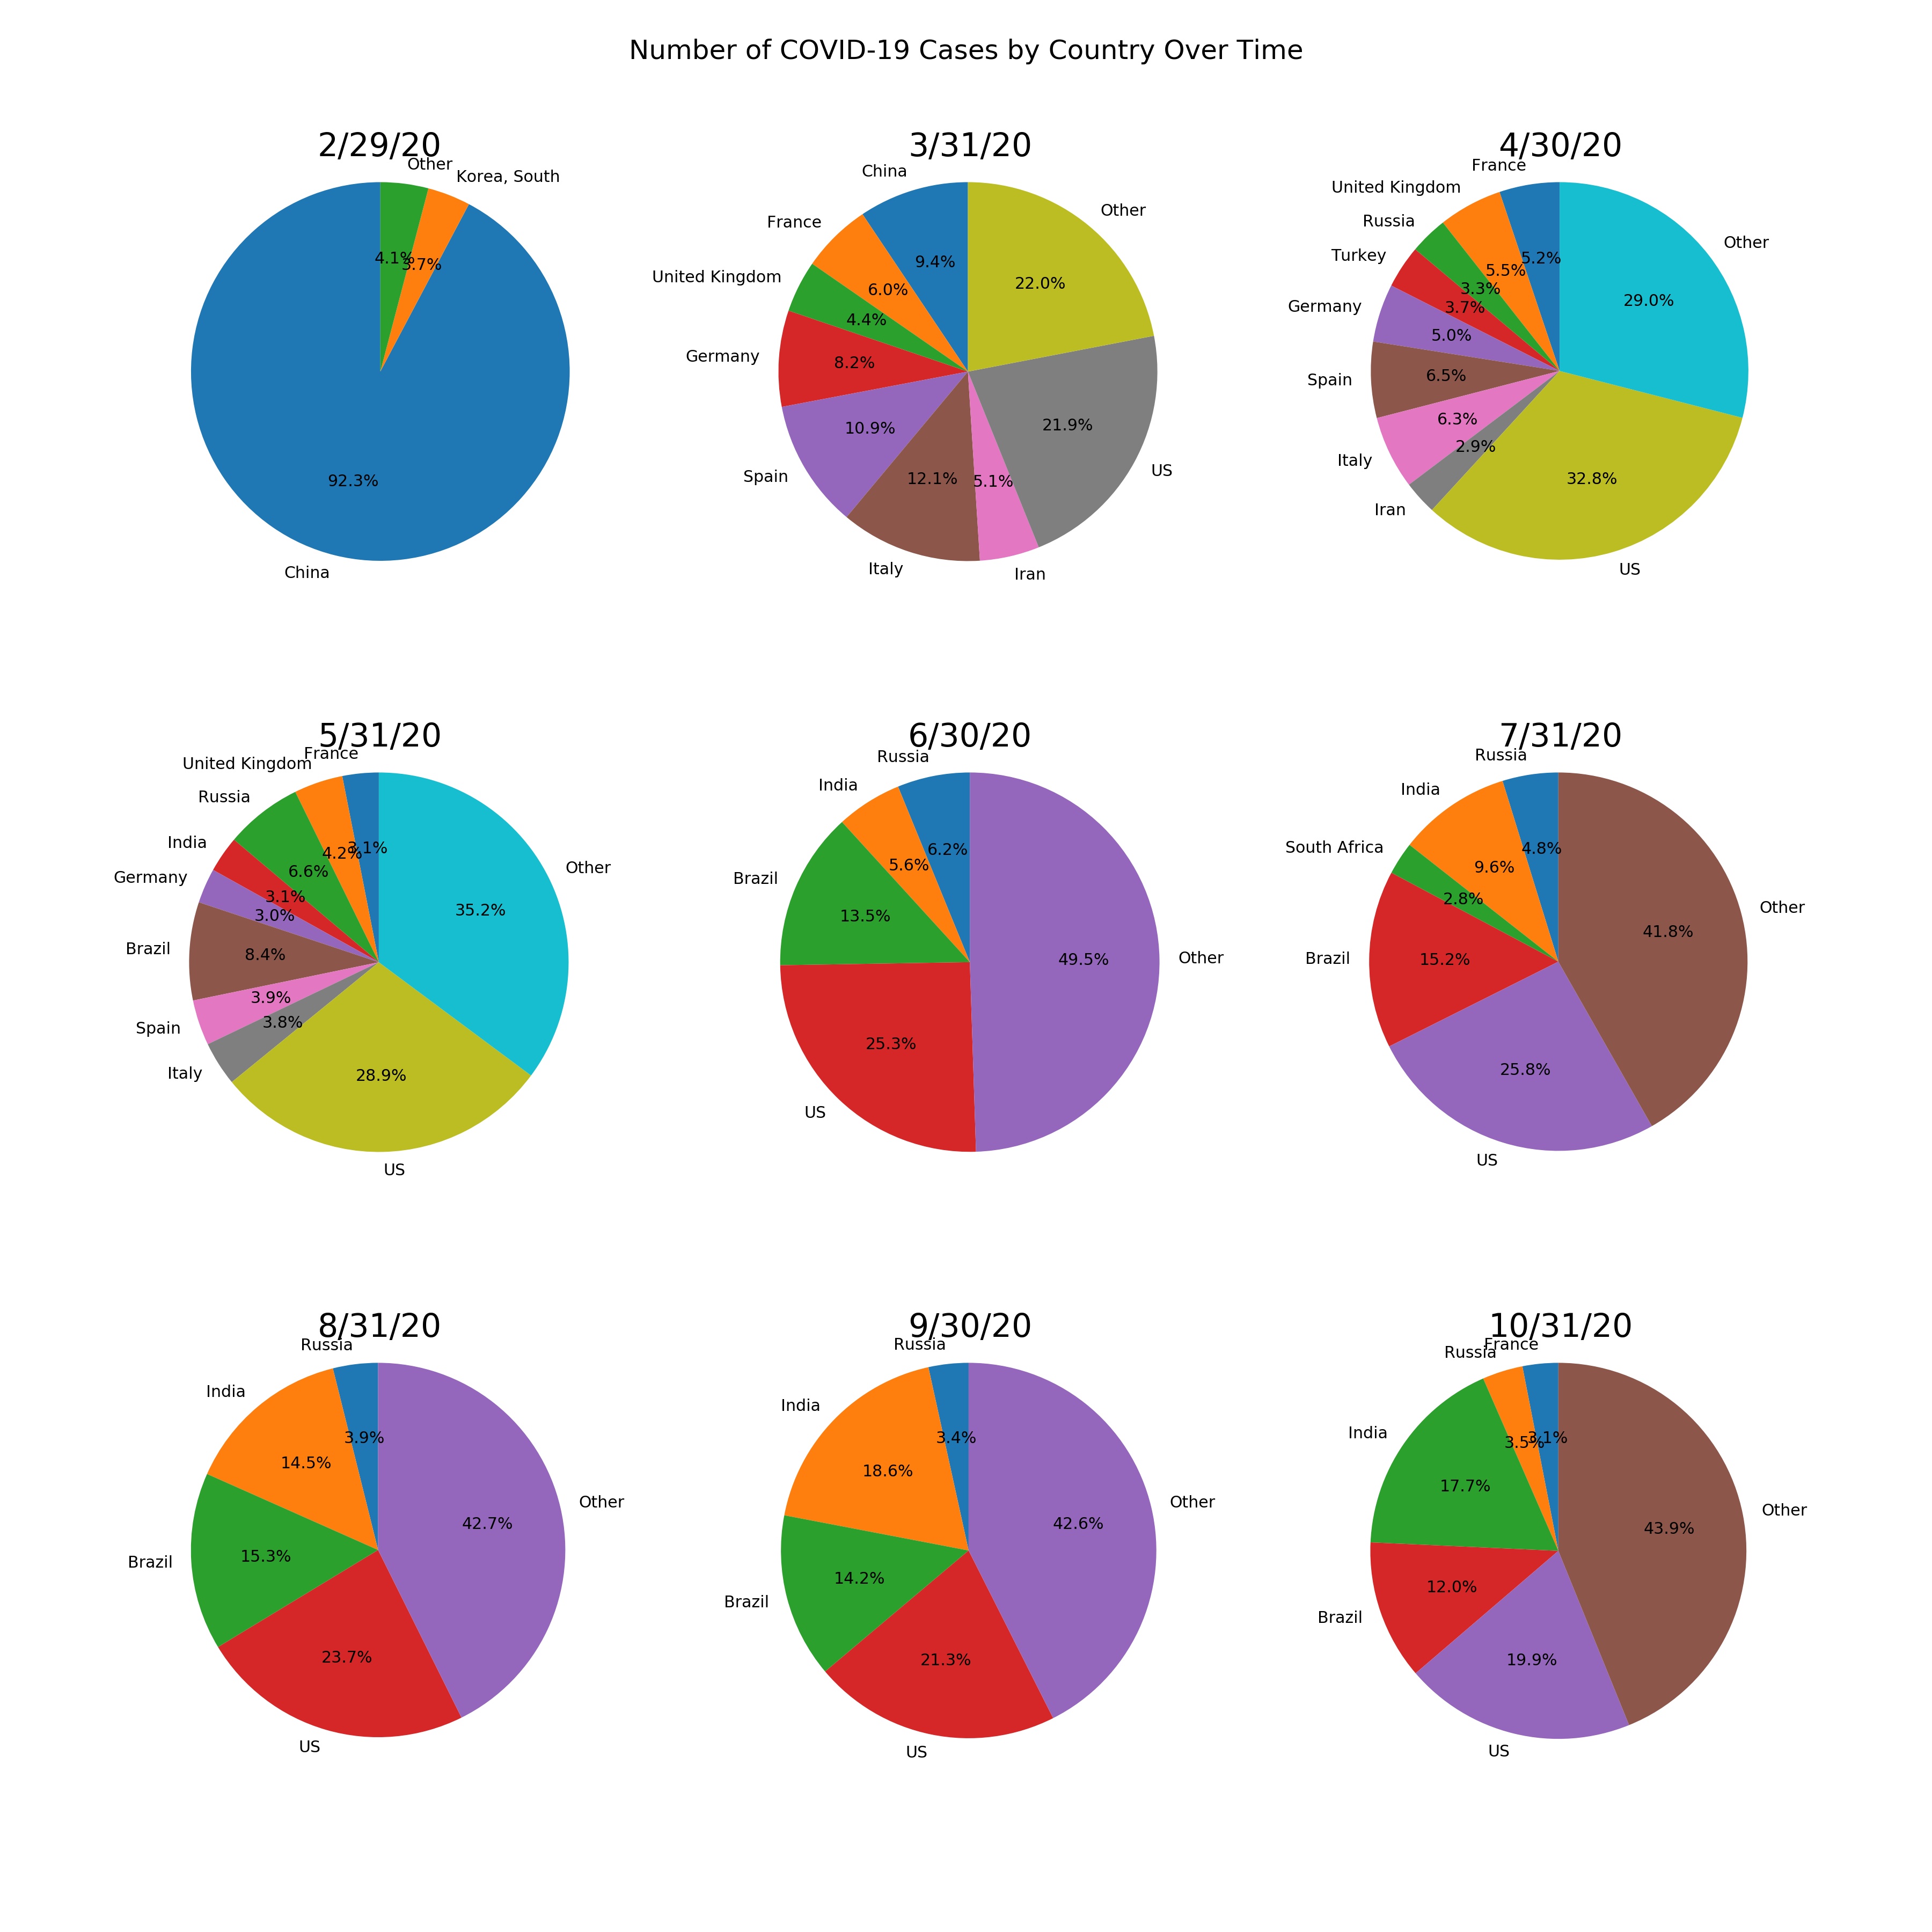 Number of COVID-19 Cases by Country Over Time
2/29/20
Other
Korea, South
4.1%
3.7%
92.3%
China
3/31/20
China
Other
France
9.4%
22.0%
United Kingdom
6.0%
4.4%
Germany
8.2%
10.9%
21.9%
Spain
12.1%
5.1%
US
Italy
Iran
4/30/20
France
United Kingdom
Russia
Other
Turkey
5.2%
5.5%
3.3%
29.0%
3.7%
Germany
5.0%
Spain
6.5%
6.3%
2.9%
Italy
32.8%
Iran
US
5/31/20
France
United Kingdom
Russia
India
3.1%
4.2%
Other
6.6%
Germany
3.1%
3.0%
35.2%
Brazil
8.4%
3.9%
Spain
3.8%
Italy
28.9%
US
6/30/20
Russia
India
6.2%
5.6%
Brazil
13.5%
49.5%
Other
25.3%
US
7/31/20
Russia
India
South Africa
4.8%
9.6%
2.8%
Other
41.8%
Brazil
15.2%
25.8%
US
8/31/20
Russia
India
3.9%
14.5%
Other
42.7%
Brazil
15.3%
23.7%
US
9/30/20
Russia
India
3.4%
18.6%
Other
42.6%
14.2%
Brazil
21.3%
US
10/31/20
France
Russia
India
3.1%
3.5%
17.7%
Other
43.9%
12.0%
Brazil
19.9%
US